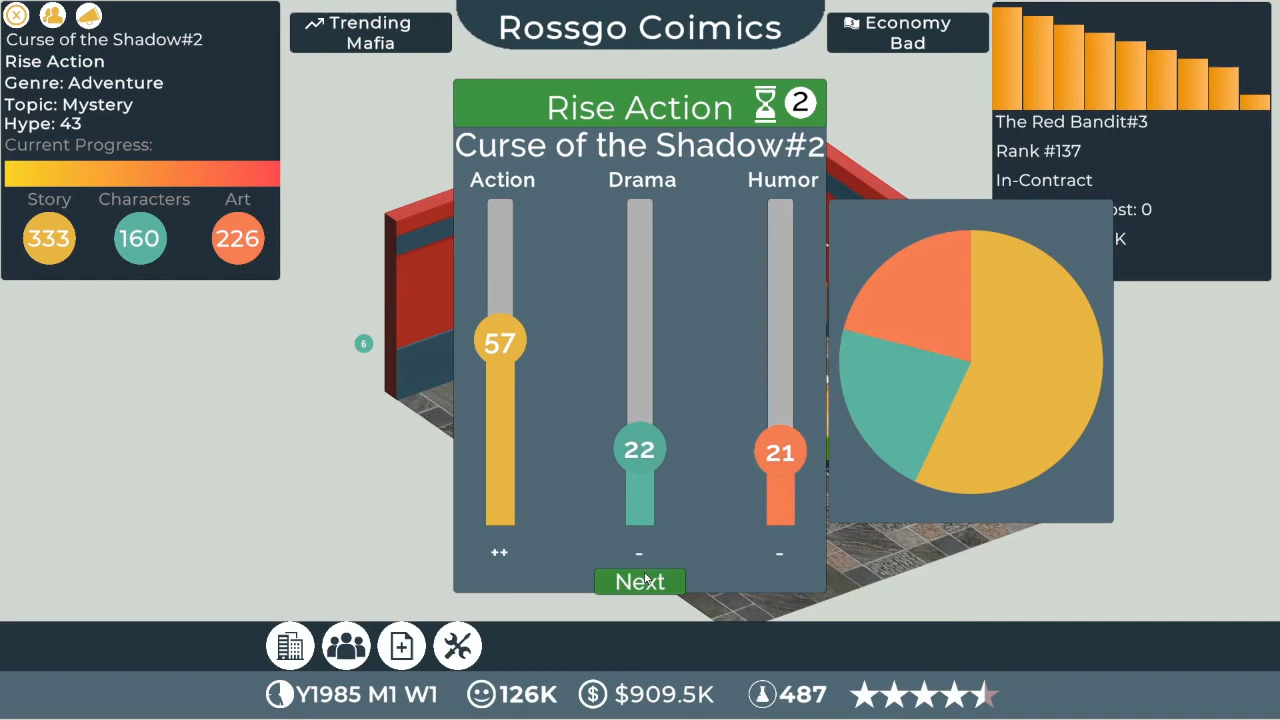 Curse of the Shadow#2
Rise Action
Genre: Adventure
Topic: Mystery
Hype: 43
Current Progress:
Story Characters Art
333 160 226
Trending
Mafia
Rossgo Coimics
Economy
Bad
The Red Bandit#3
Rank #137
In-Contract
ost: 0
K
Rise Action 2
Curse of the Shadow#2
Action Drama Humor
57 22 21
++ - -
Next
6
Y1985 M1 W1 126K $ $909.5K 487